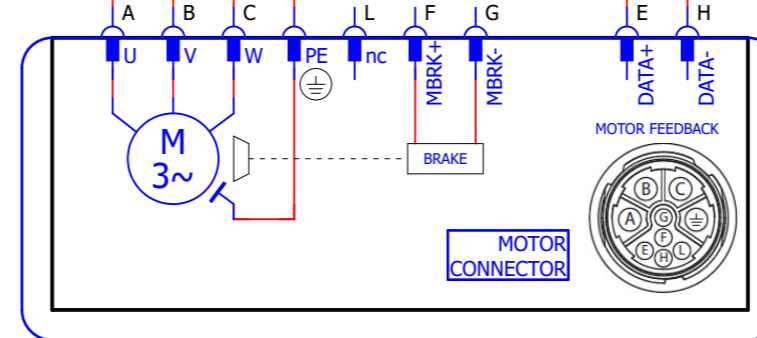 A B C L F G E H
U V W PE nc MBRK+ MBRK- DATA+ DATA-
MOTOR FEEDBACK
M
3~
BRAKE
B C
A G
F
E L
H
MOTOR
CONNECTOR